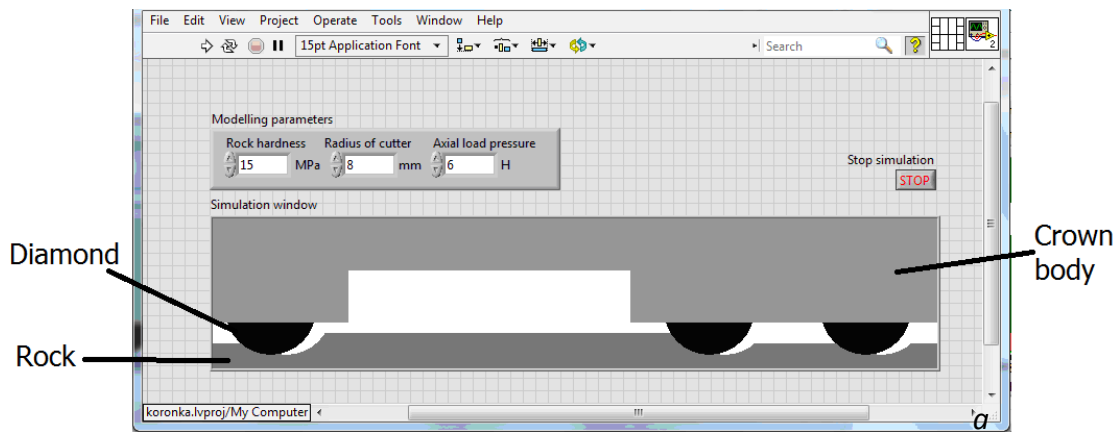 File Edit View Project Operate Tools Window Help
15pt Application Font
Search
2
Modelling parameters
Rock hardness Radius of cutter Axial load pressure
15 MPa 8 mm 6 H
Stop simulation
STOP
Simulation window
Diamond
Crown
body
Rock
koronka.lvproj/My Computer
a